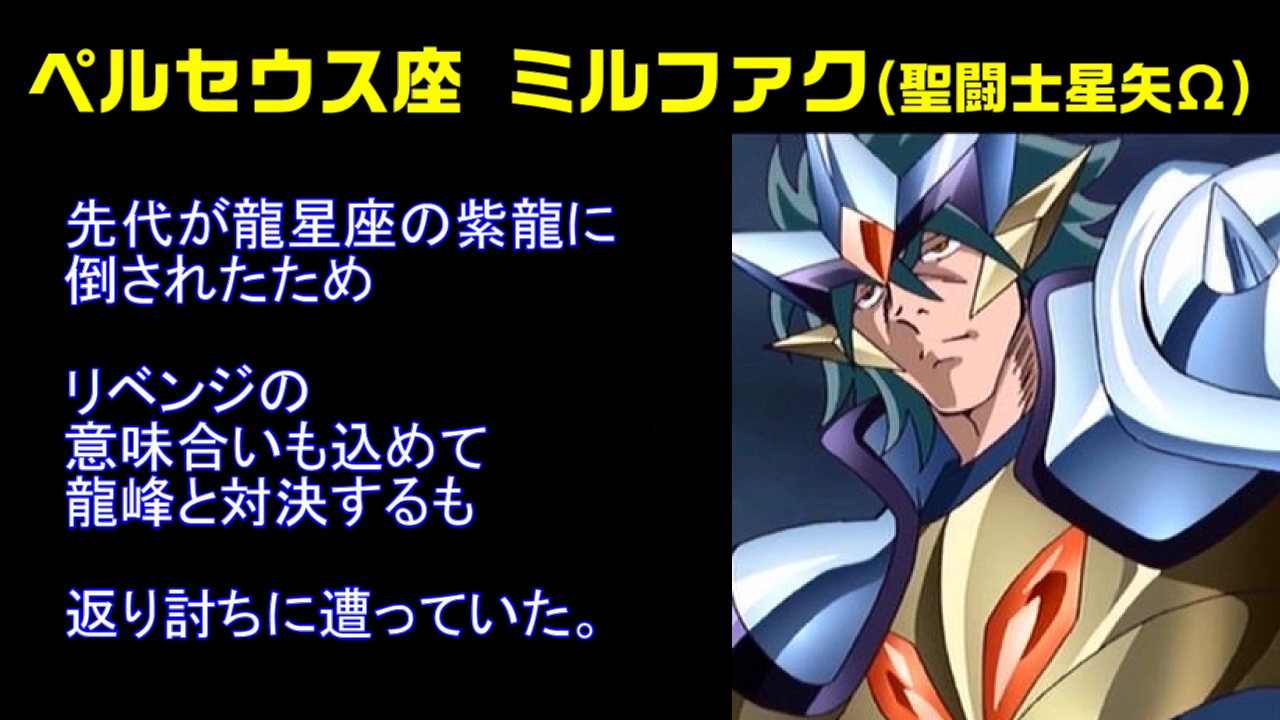 ペルセウス座 ミルファク(聖闘士星矢Ω)
先代が龍星座の紫龍に
倒されたため
リベンジの
意味合いも込めて
龍峰と対決するも
返り討ちに遭っていた。